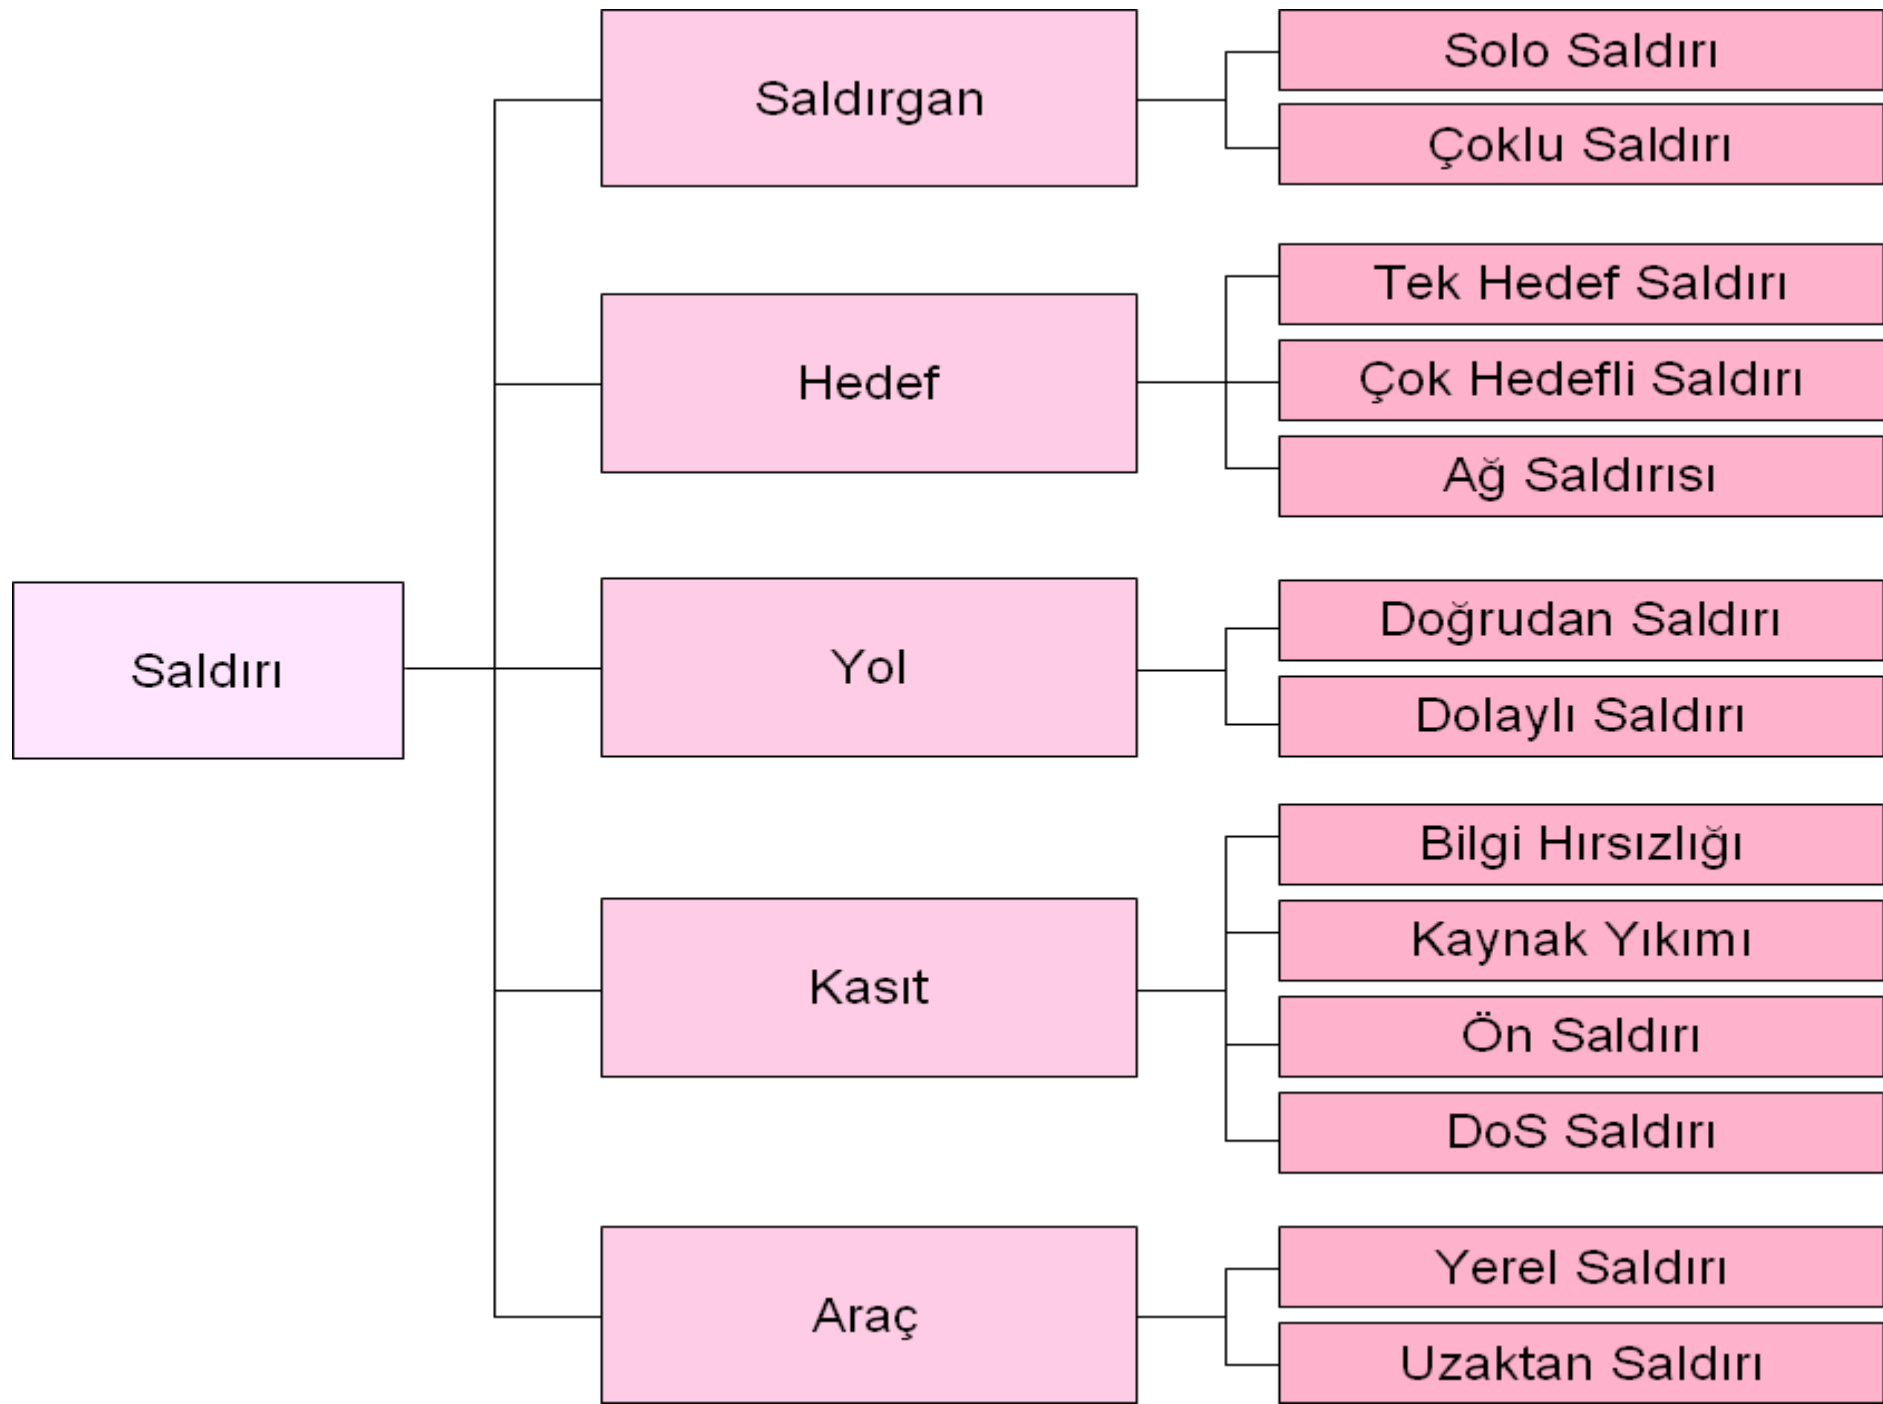 Saldırı
Saldırgan
Solo Saldırı
Çoklu Saldırı
Hedef
Tek Hedef Saldırı
Çok Hedefli Saldırı
Ağ Saldırısı
Yol
Doğrudan Saldırı
Dolaylı Saldırı
Kasıt
Bilgi Hırsızlığı
Kaynak Yıkımı
Ön Saldırı
DoS Saldırı
Araç
Yerel Saldırı
Uzaktan Saldırı